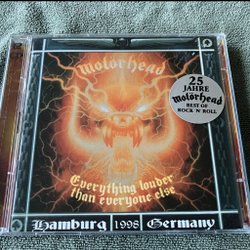 Motörhead
25
JAHRE
Motörhead
BEST OF
ROCK 'N' ROLL
Everything louder
than everyone else
Hamburg 1998 Germany